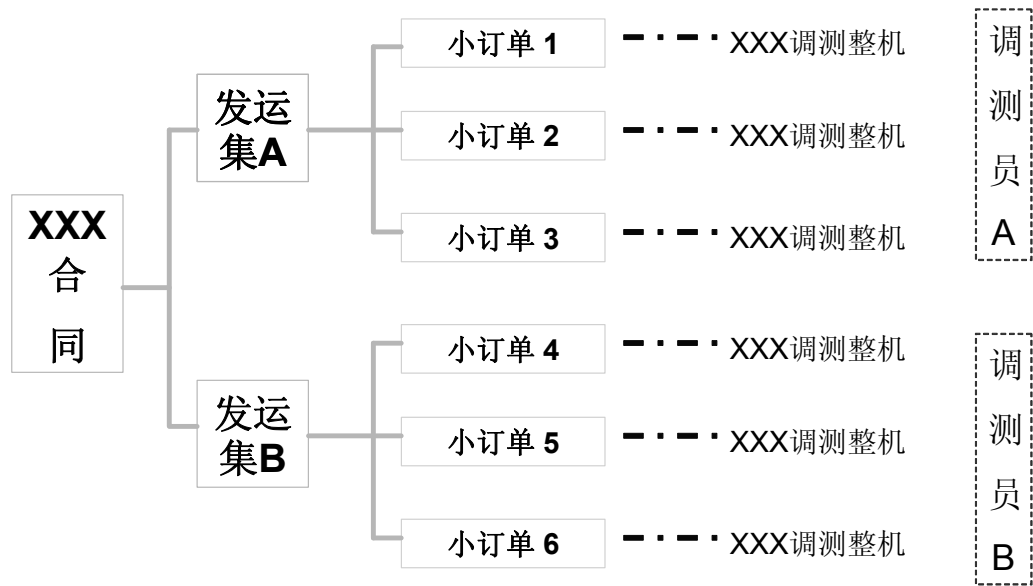 XXX
合
同
发运
集A
小订单 1
XXX调测整机
小订单 2
XXX调测整机
小订单 3
XXX调测整机
调
测
员
A
发运
集B
小订单 4
XXX调测整机
小订单 5
XXX调测整机
小订单 6
XXX调测整机
调
测
员
B